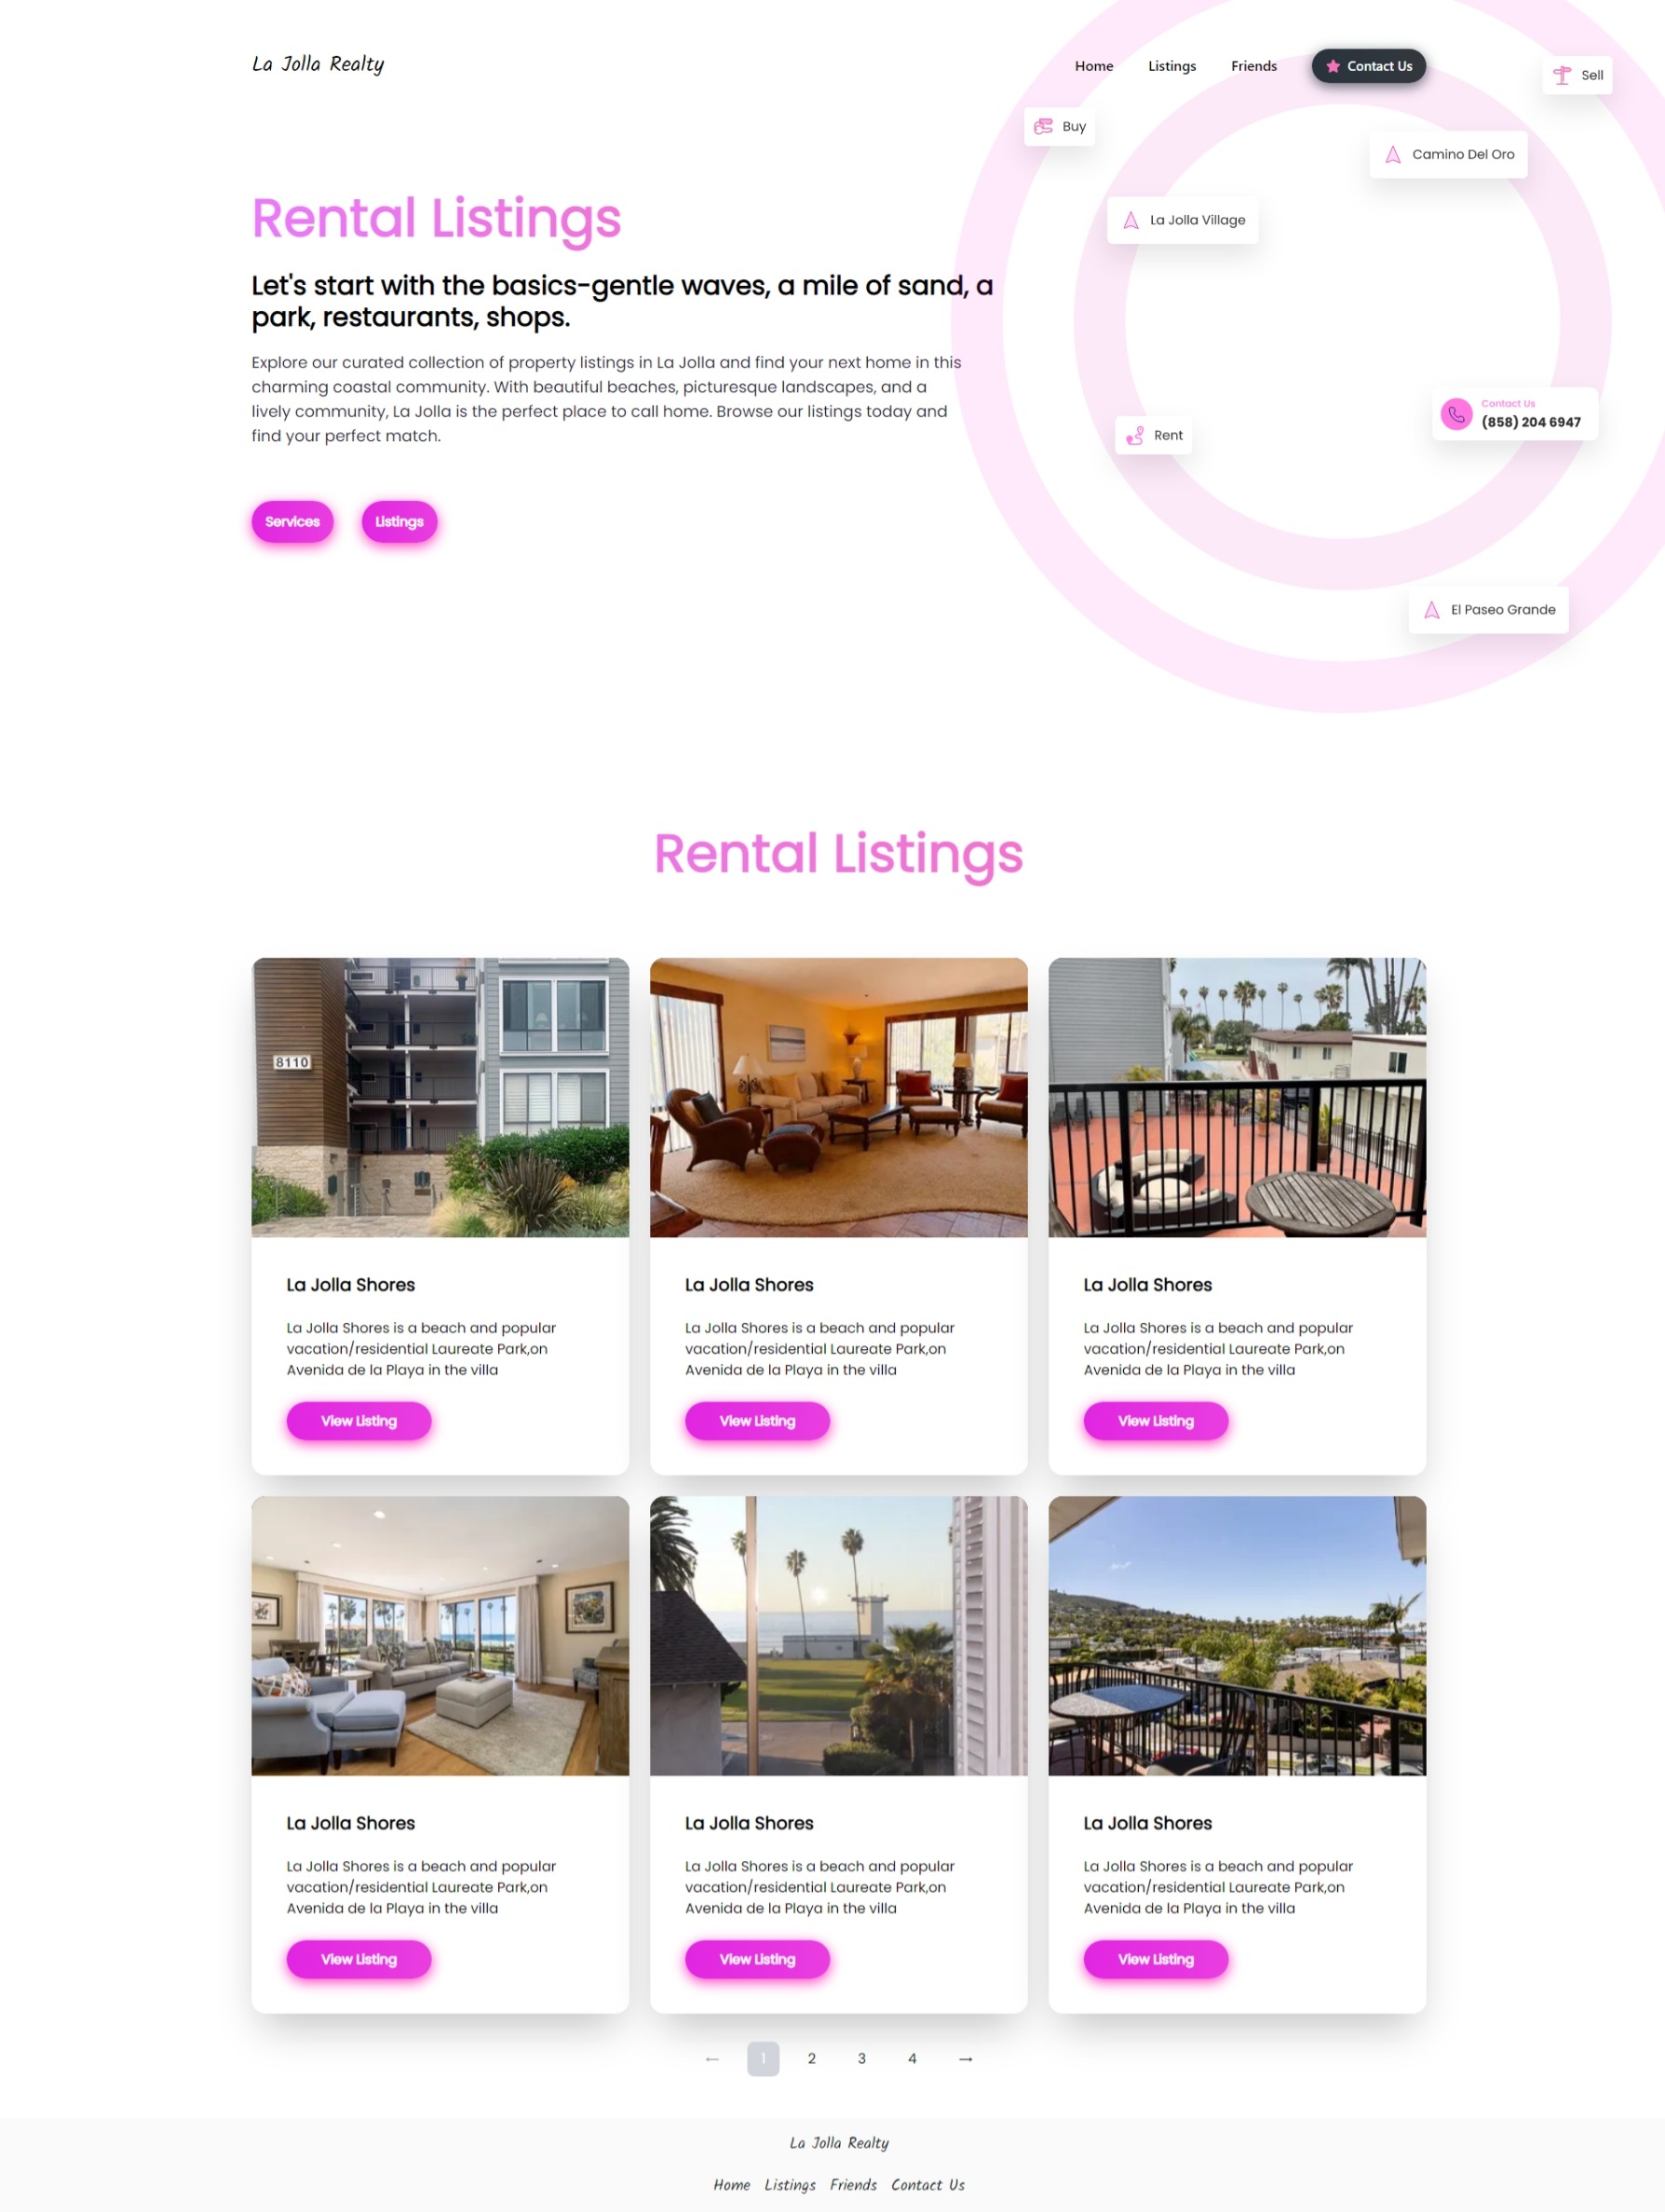 La Jolla Realty
Home
Listings
Friends
Contact Us
Sell
Buy
Camino Del Oro
La Jolla Village
Rental Listings
Let's start with the basics-gentle waves, a mile of sand, a
park, restaurants, shops.
Explore our curated collection of property listings in La Jolla and find your next home in this
charming coastal community. With beautiful beaches, picturesque landscapes, and a
lively community, La Jolla is the perfect place to call home. Browse our listings today and
find your perfect match.
Contact Us
(858) 204 6947
Rent
Services
Listings
El Paseo Grande
Rental Listings
8110
La Jolla Shores
La Jolla Shores is a beach and popular
vacation/residential Laureate Park,on
Avenida de la Playa in the villa
View Listing
La Jolla Shores
La Jolla Shores is a beach and popular
vacation/residential Laureate Park,on
Avenida de la Playa in the villa
View Listing
La Jolla Shores
La Jolla Shores is a beach and popular
vacation/residential Laureate Park,on
Avenida de la Playa in the villa
View Listing
La Jolla Shores
La Jolla Shores is a beach and popular
vacation/residential Laureate Park,on
Avenida de la Playa in the villa
View Listing
La Jolla Shores
La Jolla Shores is a beach and popular
vacation/residential Laureate Park,on
Avenida de la Playa in the villa
View Listing
La Jolla Shores
La Jolla Shores is a beach and popular
vacation/residential Laureate Park,on
Avenida de la Playa in the villa
View Listing
← 1 2 3 4 →
La Jolla Realty
Home Listings Friends Contact Us